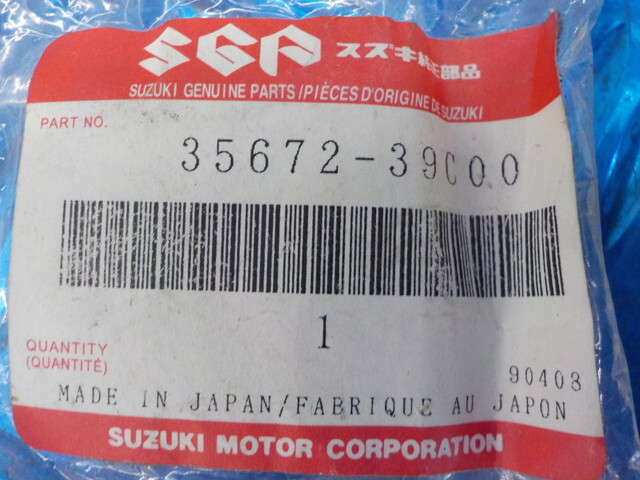 SGP スズキ純正部品
SUZUKI GENUINE PARTS/PIÈCES D'ORIGINE DE SUZUKI
PART NO.
35672-39C00
1
QUANTITY
(QUANTITÉ)
90403
MADE IN JAPAN/FABRIQUE AU JAPON
SUZUKI MOTOR CORPORATION